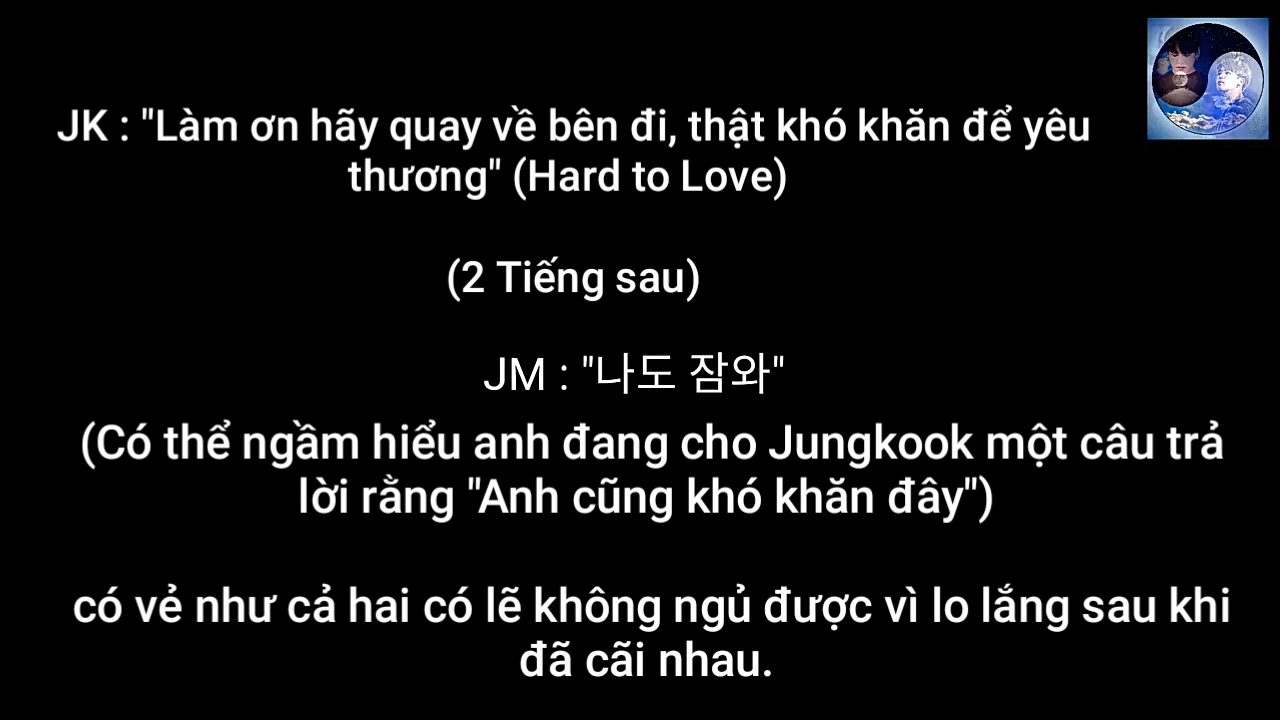 JK : "Làm ơn hãy quay về bên đi, thật khó khăn để yêu
thương" (Hard to Love)
(2 Tiếng sau)
JM : "나도 잠와"
(Có thể ngầm hiểu anh đang cho Jungkook một câu trả
lời rằng "Anh cũng khó khăn đây")
có vẻ như cả hai có lẽ không ngủ được vì lo lắng sau khi
đã cãi nhau.